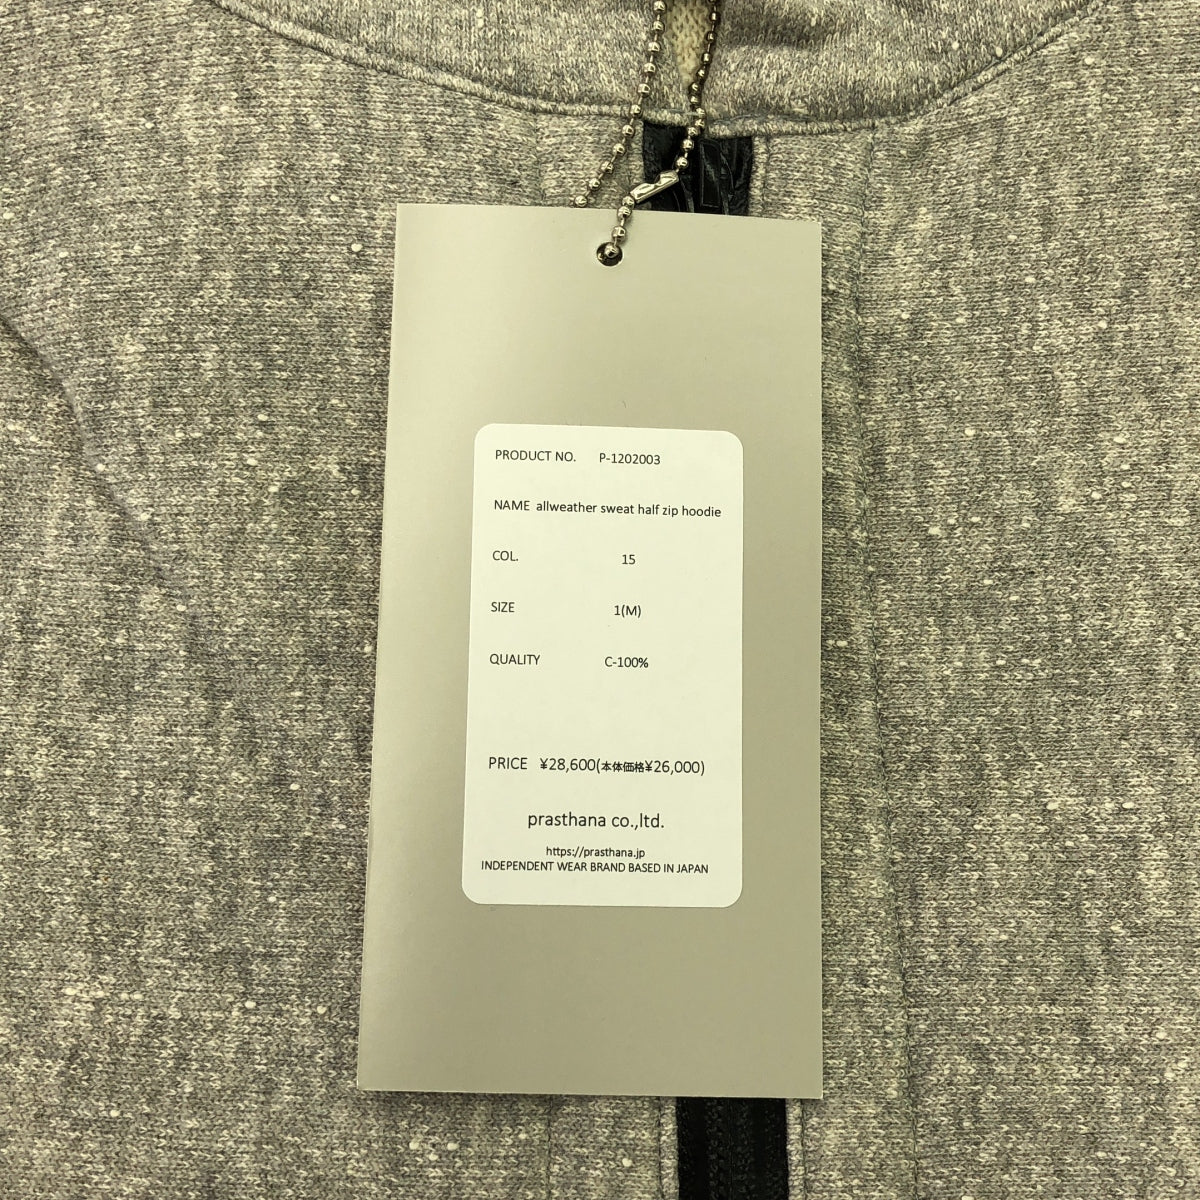 PRODUCT NO. P-1202003
NAME allweather sweat half zip hoodie
COL. 15
SIZE 1(M)
QUALITY C-100%
PRICE ¥28,600(本体価格¥26,000)
prasthana co.,ltd.
https://prasthana.jp
INDEPENDENT WEAR BRAND BASED IN JAPAN